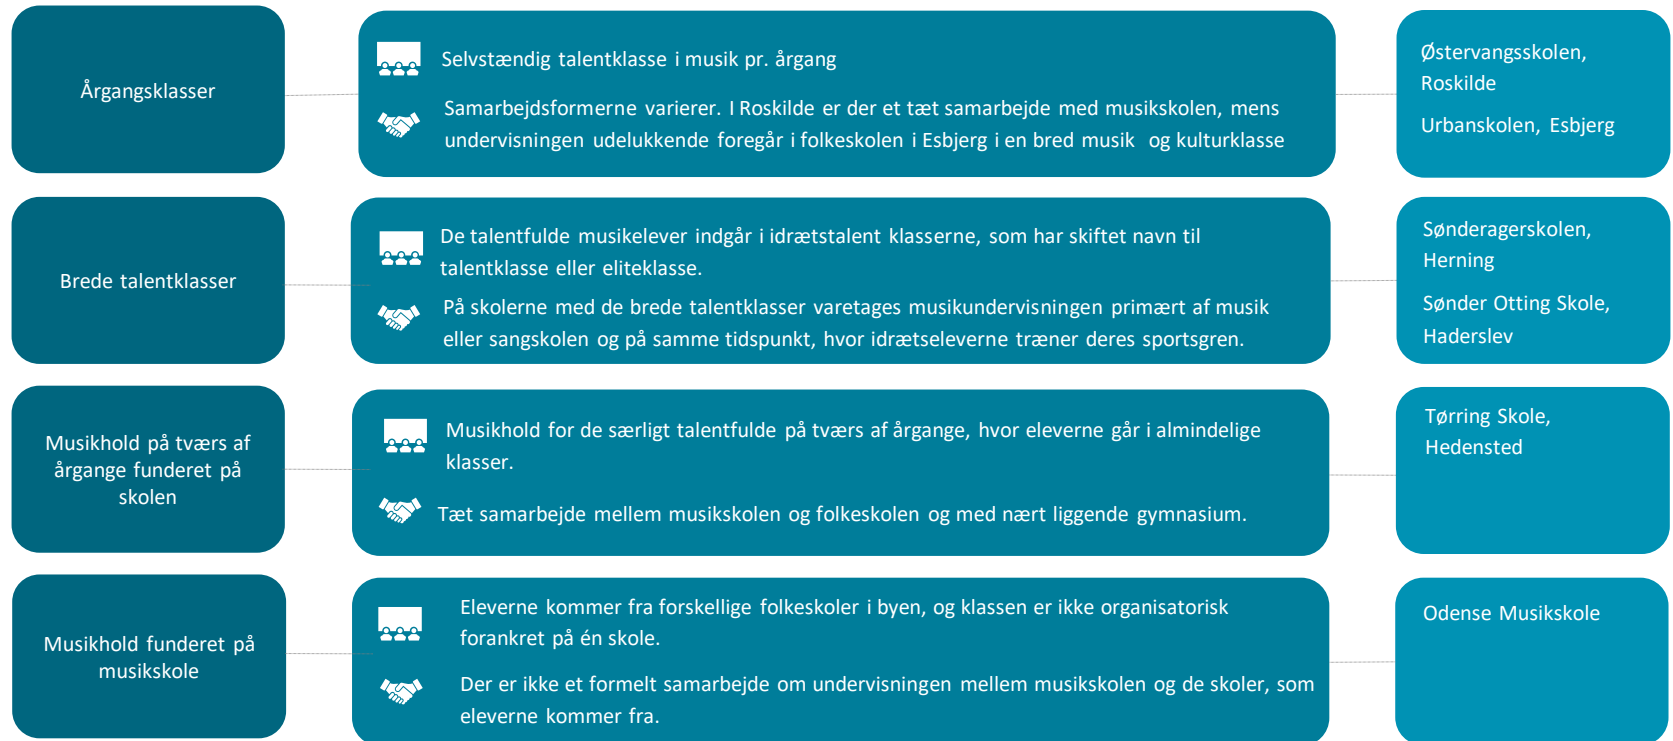 Årgangsklasser
Selvstændig talentklasse i musik pr. årgang
Samarbejdsformerne varierer. I Roskilde er der et tæt samarbejde med musikskolen, mens
undervisningen udelukkende foregår i folkeskolen i Esbjerg i en bred musik og kulturklasse
Østervangsskolen,
Roskilde
Urbanskolen, Esbjerg
Brede talentklasser
De talentfulde musikelever indgår i idrætstalent klasserne, som har skiftet navn til
talentklasse eller eliteklasse.
På skolerne med de brede talentklasser varetages musikundervisningen primært af musik
eller sangskolen og på samme tidspunkt, hvor idrætseleverne træner deres sportsgren.
Sønderagerskolen,
Herning
Sønder Otting Skole,
Haderslev
Musikhold på tværs af
årgange funderet på
skolen
Musikhold for de særligt talentfulde på tværs af årgange, hvor eleverne går i almindelige
klasser.
Tæt samarbejde mellem musikskolen og folkeskolen og med nært liggende gymnasium.
Tørring Skole,
Hedensted
Musikhold funderet på
musikskole
Eleverne kommer fra forskellige folkeskoler i byen, og klassen er ikke organisatorisk
forankret på én skole.
Der er ikke et formelt samarbejde om undervisningen mellem musikskolen og de skoler, som
eleverne kommer fra.
Odense Musikskole